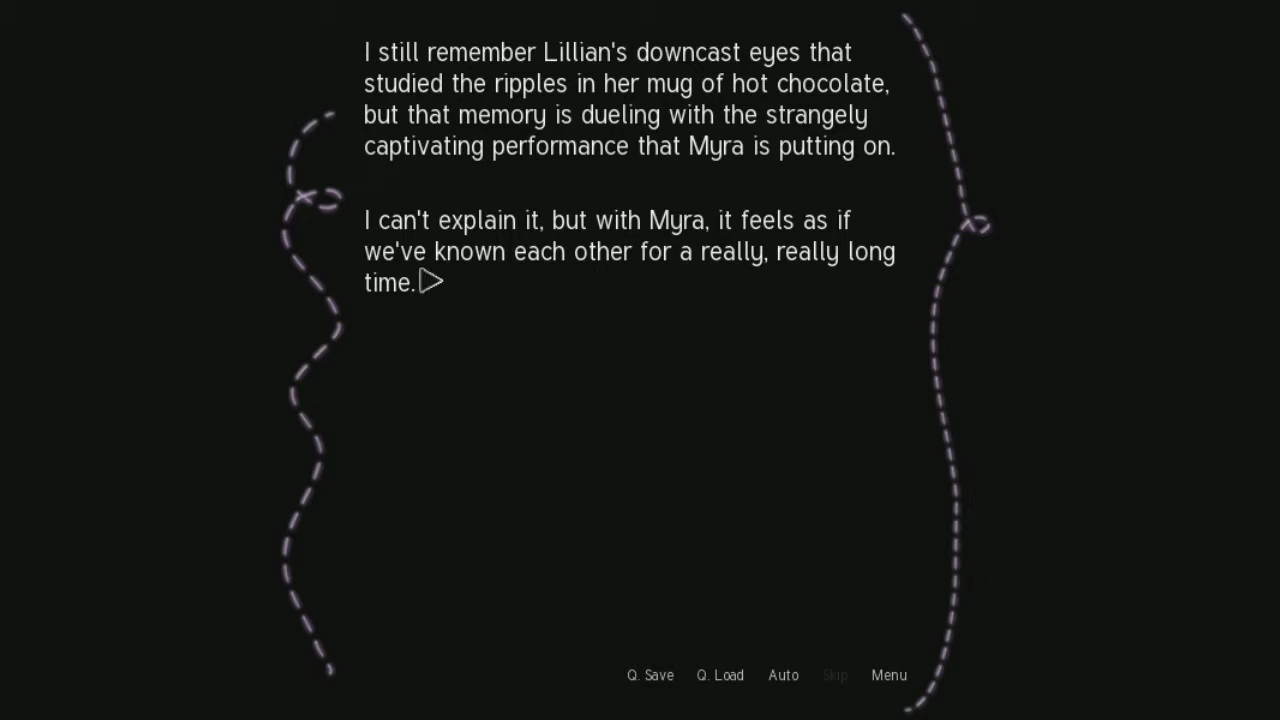 I still remember Lillian's downcast eyes that
studied the ripples in her mug of hot chocolate,
but that memory is dueling with the strangely
captivating performance that Myra is putting on.
I can't explain it, but with Myra, it feels as if
we've known each other for a really, really long
time.
Q. Save Q. Load Auto Skip Menu